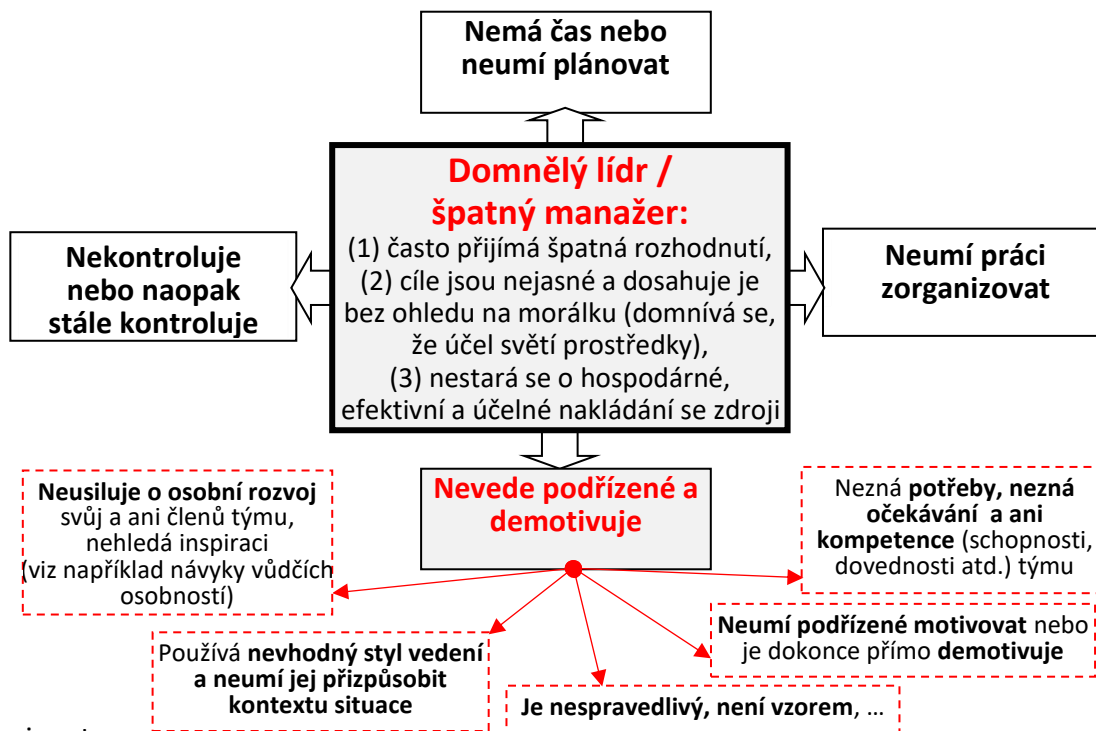 Nemá čas nebo
neumí plánovat
Domnělý lídr /
špatný manažer:
(1) často přijímá špatná rozhodnutí,
(2) cíle jsou nejasné a dosahuje je
bez ohledu na morálku (domnívá se,
že účel světí prostředky),
(3) nestará se o hospodárné,
efektivní a účelné nakládání se zdroji
Nekontroluje
nebo naopak
stále kontroluje
Neumí práci
zorganizovat
Nevede podřízené a
demotivuje
Neusiluje o osobní rozvoj
svůj a ani členů týmu,
nehledá inspiraci
(viz například návyky vůdčích
osobností)
Nezná potřeby, nezná
očekávání a ani
kompetence (schopnosti,
dovednosti atd.) týmu
Používá nevhodný styl vedení
a neumí jej přizpůsobit
kontextu situace
Neumí podřízené motivovat nebo
je dokonce přímo demotivuje
Je nespravedlivý, není vzorem, ...